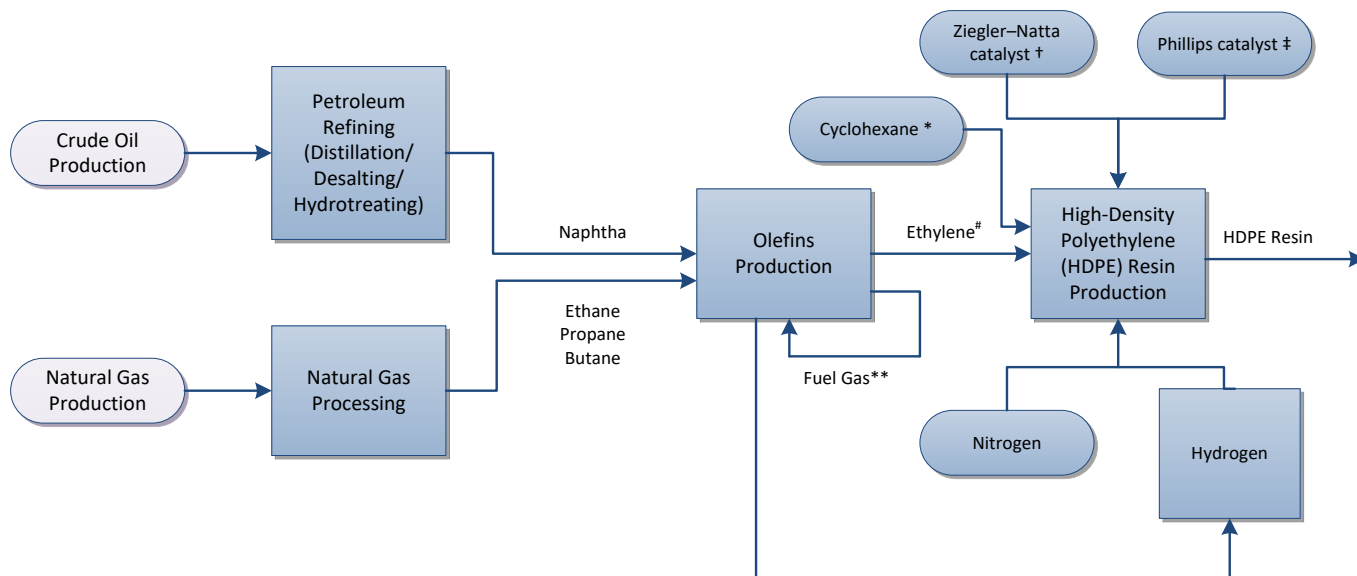 Ziegler–Natta
catalyst †
Phillips catalyst ‡
Petroleum
Refining
(Distillation/
Desalting/
Hydrotreating)
Crude Oil
Production
Cyclohexane *
Naphtha
Olefins
Production
Ethylene#
High-Density
Polyethylene
(HDPE) Resin
Production
HDPE Resin
Ethane
Propane
Butane
Natural Gas
Production
Natural Gas
Processing
Fuel Gas**
Nitrogen
Hydrogen